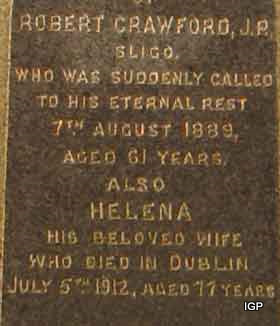 ROBERT CRAWFORD, J.P.
SLIGO.
WHO WAS SUDDENLY CALLED
TO HIS ETERNAL REST
7TH AUGUST 1889,
AGED 61 YEARS.
ALSO
HELENA
HIS BELOVED WIFE
WHO DIED IN DUBLIN
JULY 5TH 1912, AGED 77 YEARS
IGP